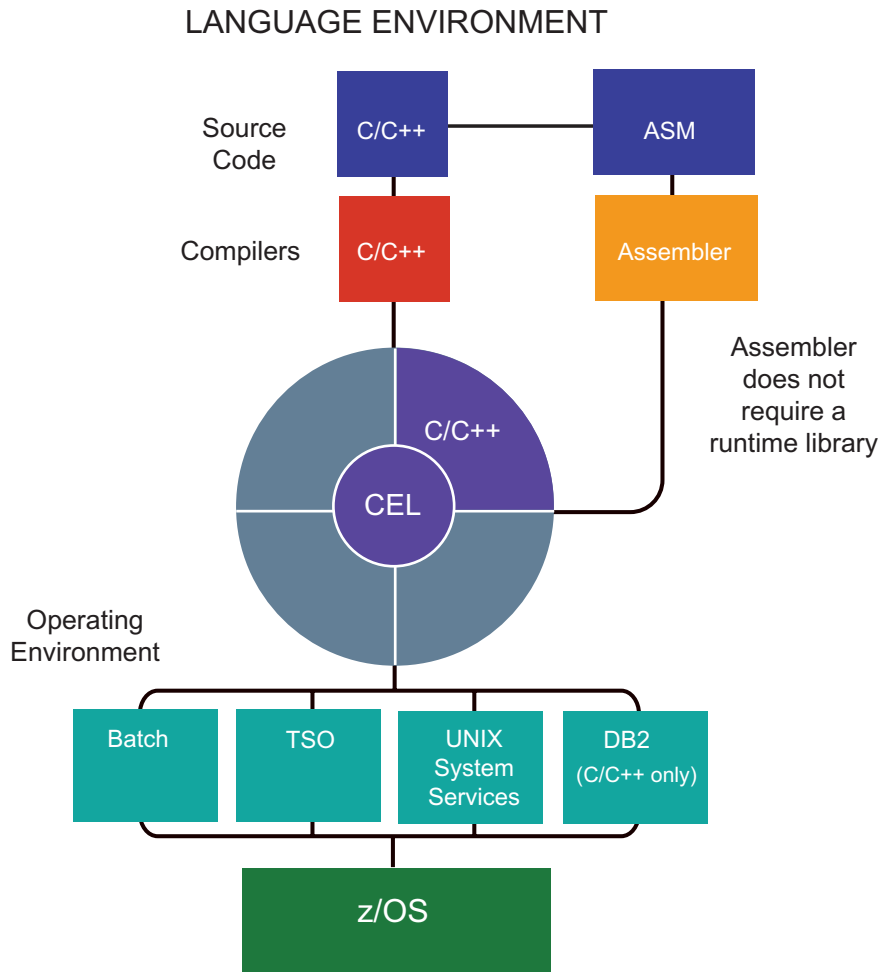 LANGUAGE ENVIRONMENT
Source
Code
C/C++
ASM
Compilers
C/C++
Assembler
Assembler
does not
require a
runtime library
C/C++
CEL
Operating
Environment
Batch
TSO
UNIX
System
Services
DB2
(C/C++ only)
z/OS